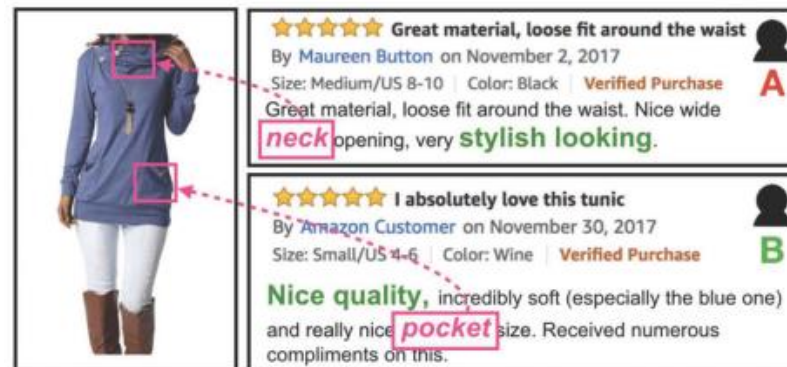 Great material, loose fit around the waist
By Maureen Button on November 2, 2017
Size: Medium/US 8-10 | Color: Black | Verified Purchase
A
Great material, loose fit around the waist. Nice wide
neck opening, very stylish looking.
I absolutely love this tunic
By Amazon Customer on November 30, 2017
Size: Small/US 4-6 | Color: Wine | Verified Purchase
B
Nice quality, incredibly soft (especially the blue one)
and really nice pocket size. Received numerous
compliments on this.